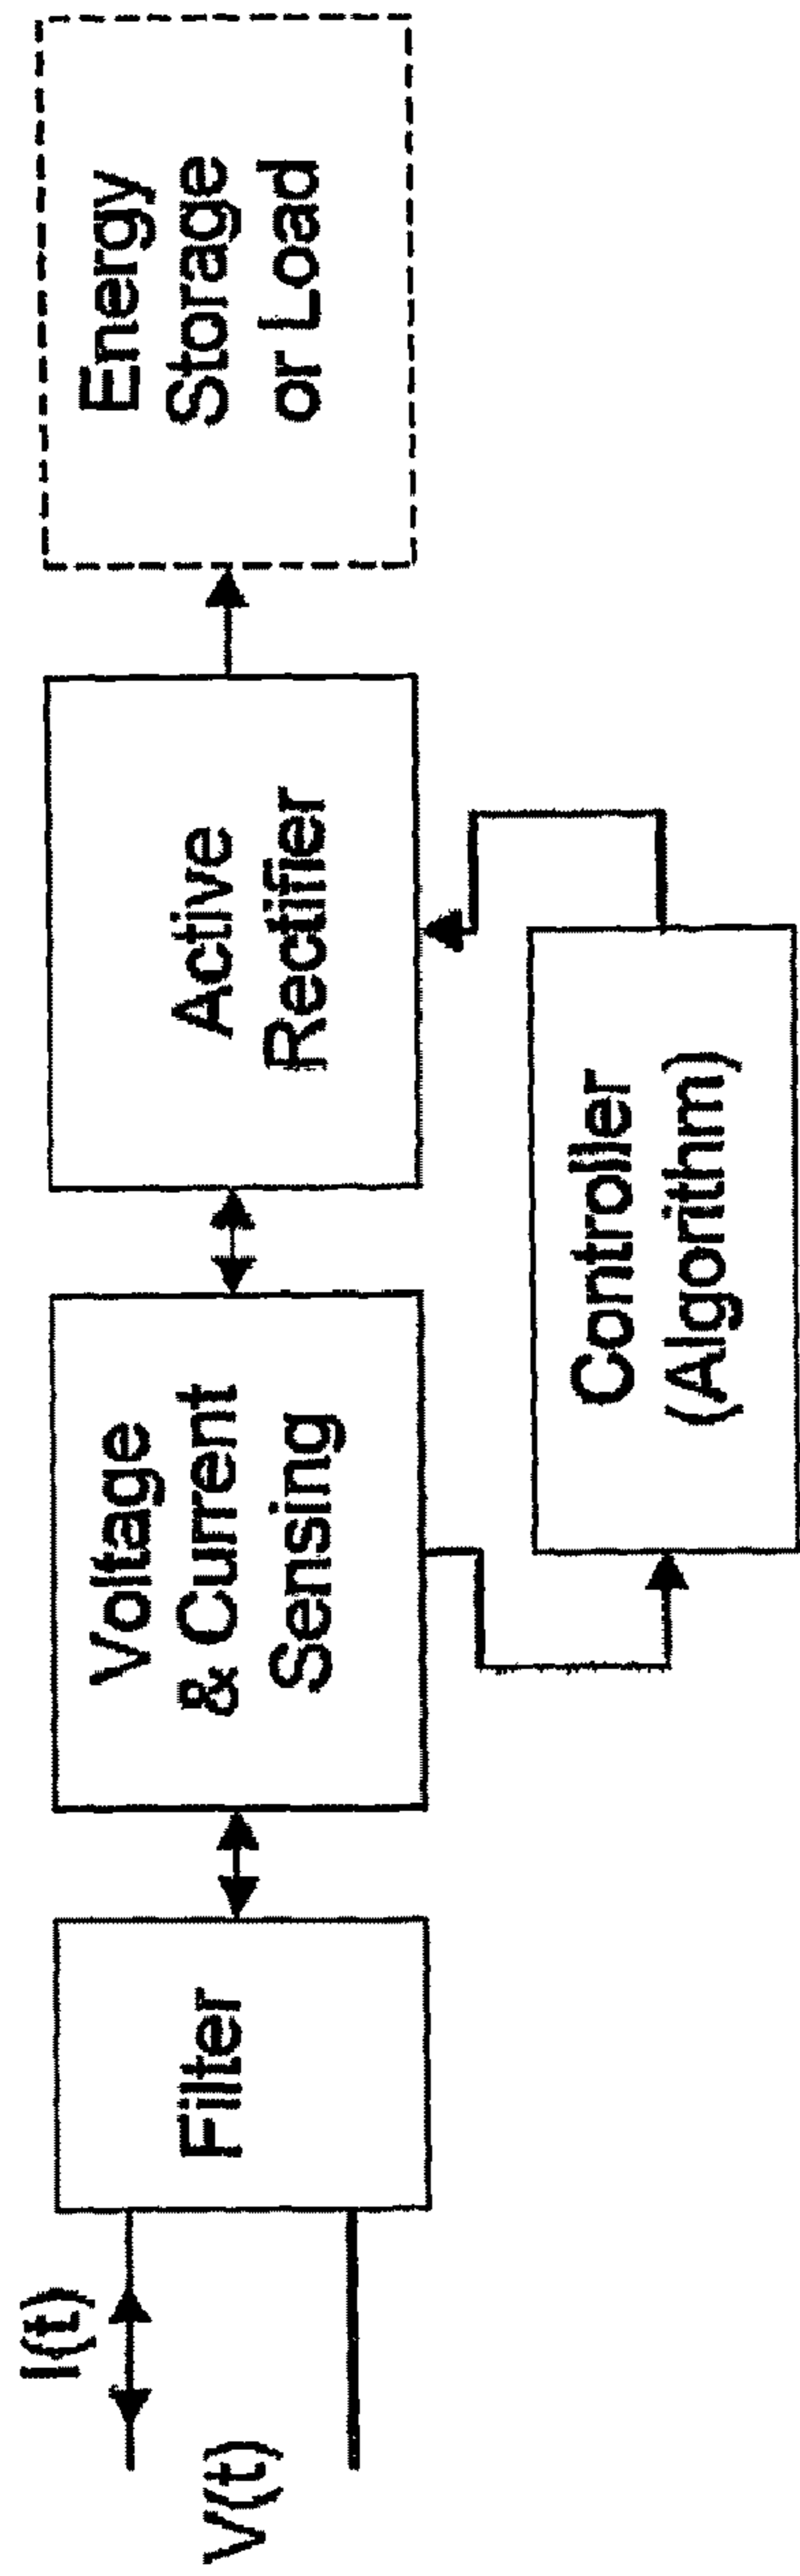 I(t)
V(t)
Filter
Voltage
& Current
Sensing
Active
Rectifier
Energy
Storage
or Load
Controller
(Algorithm)